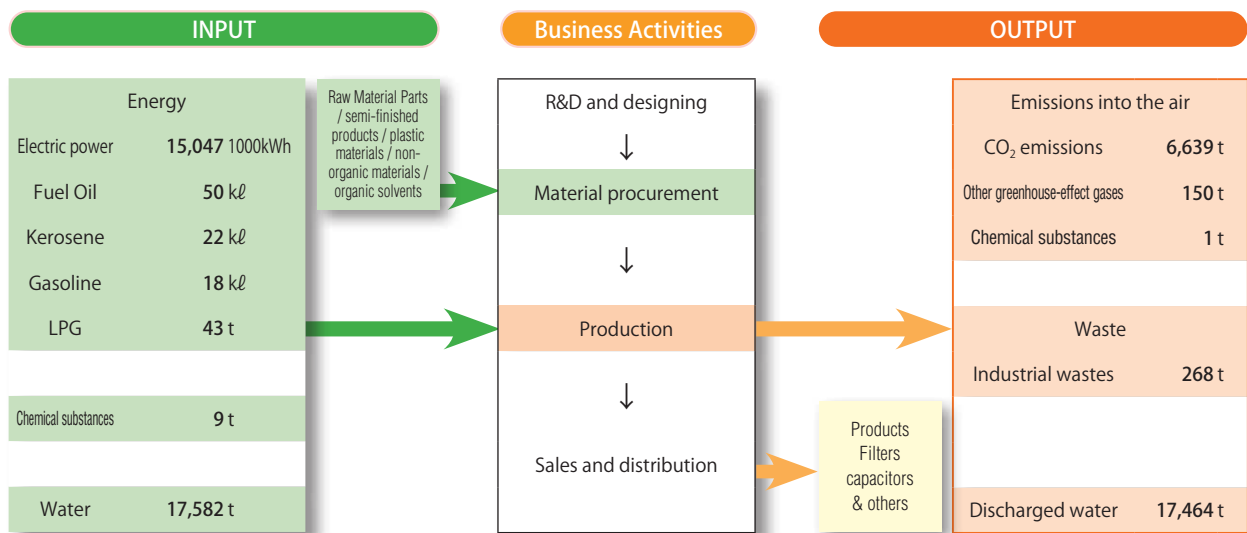 INPUT
Business Activities
OUTPUT
Energy
Electric power 15,047 1000kWh
Fuel Oil 50 kℓ
Kerosene 22 kℓ
Gasoline 18 kℓ
LPG 43 t
Chemical substances 9 t
Water 17,582 t
Raw Material Parts
/ semi-finished
products / plastic
materials / non-
organic materials /
organic solvents
R&D and designing
↓
Material procurement
↓
Production
↓
Sales and distribution
Products
Filters
capacitors
& others
Emissions into the air
CO₂ emissions 6,639 t
Other greenhouse-effect gases 150 t
Chemical substances 1 t
Waste
Industrial wastes 268 t
Discharged water 17,464 t